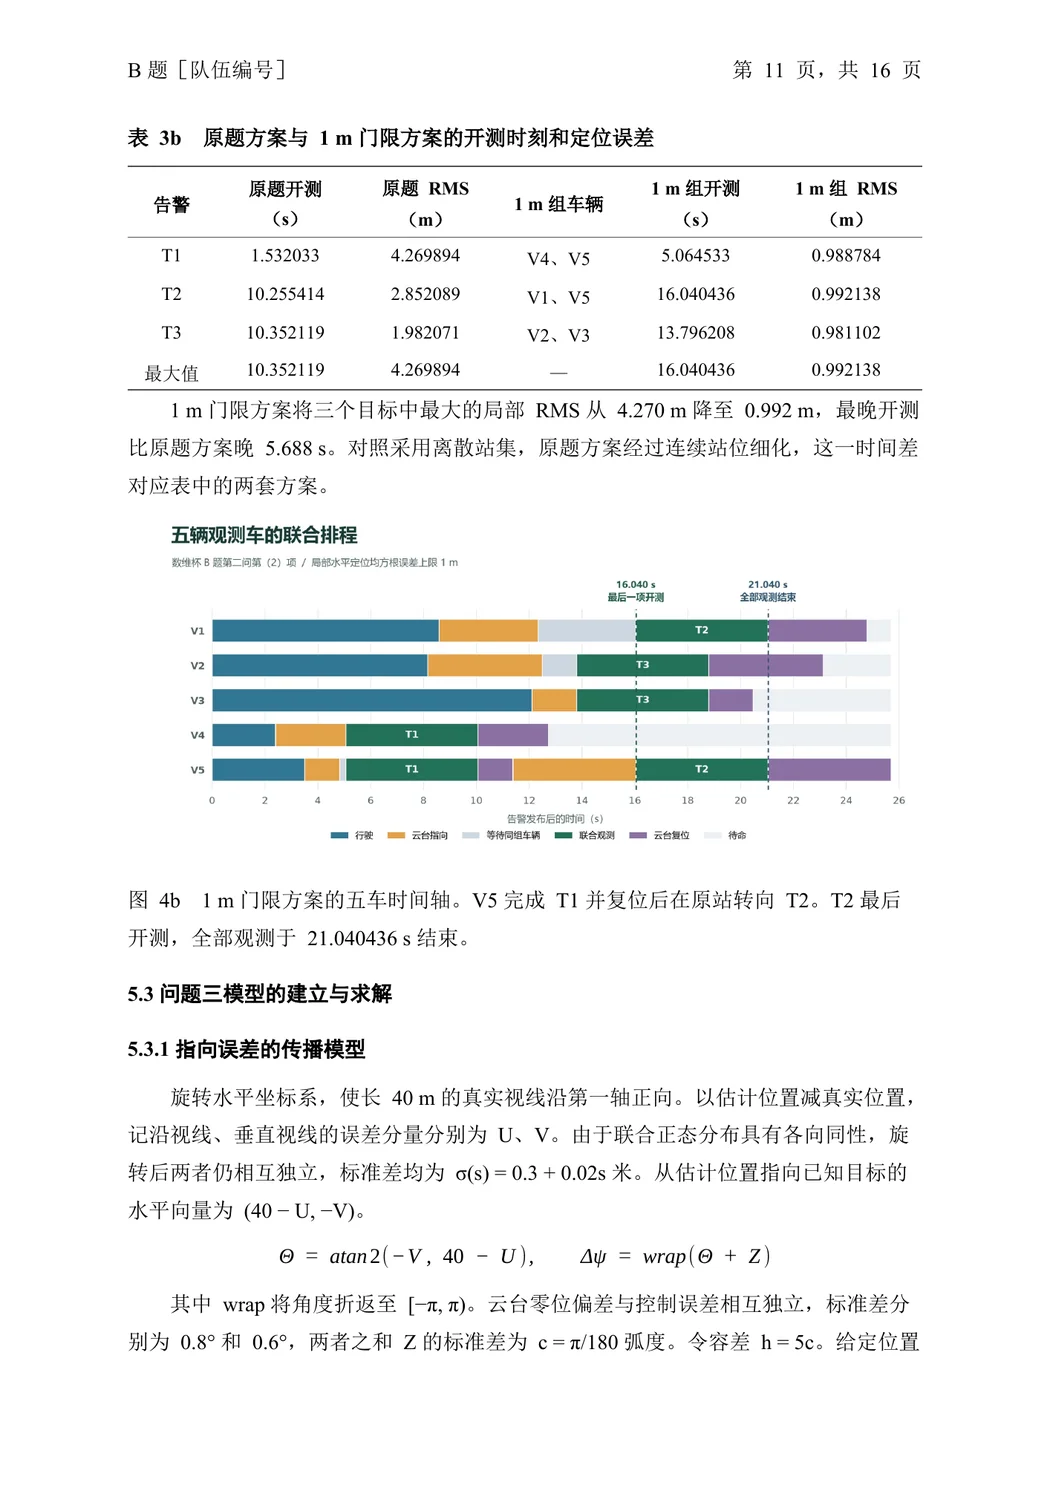 B 题［队伍编号］ 第 11 页，共 16 页
表 3b 原题方案与 1 m 门限方案的开测时刻和定位误差
告警 原题开测（s） 原题 RMS（m） 1 m 组车辆 1 m 组开测（s） 1 m 组 RMS（m）
T1 1.532033 4.269894 V4、V5 5.064533 0.988784
T2 10.255414 2.852089 V1、V5 16.040436 0.992138
T3 10.352119 1.982071 V2、V3 13.796208 0.981102
最大值 10.352119 4.269894 — 16.040436 0.992138
1 m 门限方案将三个目标中最大的局部 RMS 从 4.270 m 降至 0.992 m，最晚开测
比原题方案晚 5.688 s。对照采用离散站集，原题方案经过连续站位细化，这一时间差
对应表中的两套方案。
五辆观测车的联合排程
数维杯 B 题第二问第（2）项 / 局部水平定位均方根误差上限 1 m
16.040 s 21.040 s
最后一项开测 全部观测结束
V1 T2
V2 T3
V3 T3
V4 T1
V5 T1 T2
0 2 4 6 8 10 12 14 16 18 20 22 24 26
告警发布后的时间（s）
行驶 云台指向 等待同组车辆 联合观测 云台复位 待命
图 4b 1 m 门限方案的五车时间轴。V5 完成 T1 并复位后在原站转向 T2。T2 最后
开测，全部观测于 21.040436 s 结束。
5.3 问题三模型的建立与求解
5.3.1 指向误差的传播模型
旋转水平坐标系，使长 40 m 的真实视线沿第一轴正向。以估计位置减真实位置，
记沿视线、垂直视线的误差分量分别为 U、V。由于联合正态分布具有各向同性，旋
转后两者仍相互独立，标准差均为 σ(s) = 0.3 + 0.02s 米。从估计位置指向已知目标的
水平向量为 (40 − U, −V)。
Θ = atan2(−V, 40 − U), Δψ = wrap(Θ + Z)
其中 wrap 将角度折返至 [−π, π)。云台零位偏差与控制误差相互独立，标准差分
别为 0.8° 和 0.6°，两者之和 Z 的标准差为 c = π/180 弧度。令容差 h = 5c。给定位置